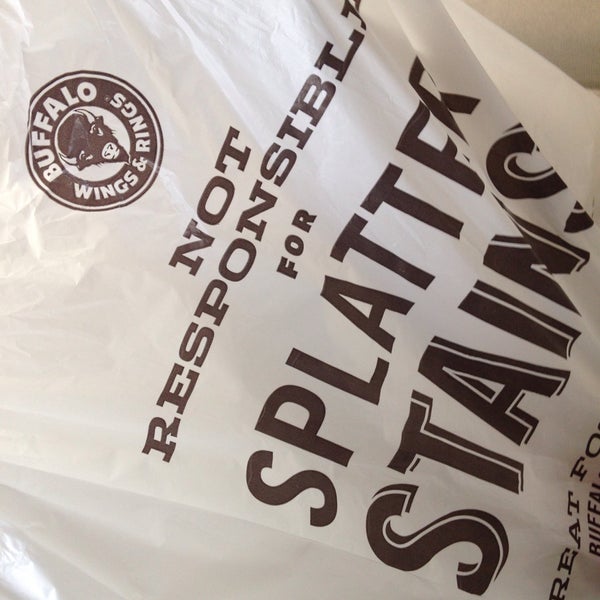 BUFFALO
WINGS & RINGS
NOT
RESPONSIBLE
FOR
SPLATTER
STAINS